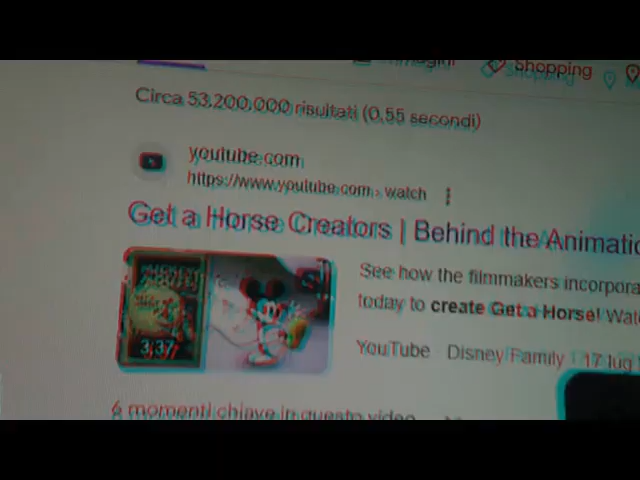 Immagini Shopping
Circa 53.200.000 risultati (0,55 secondi)
youtube.com
https://www.youtube.com › watch
Get a Horse Creators | Behind the Animatio
See how the filmmakers incorpora
today to create Get a Horse! Wat
3:37
YouTube Disney Family 17 lug
6 momenti chiave in questo video